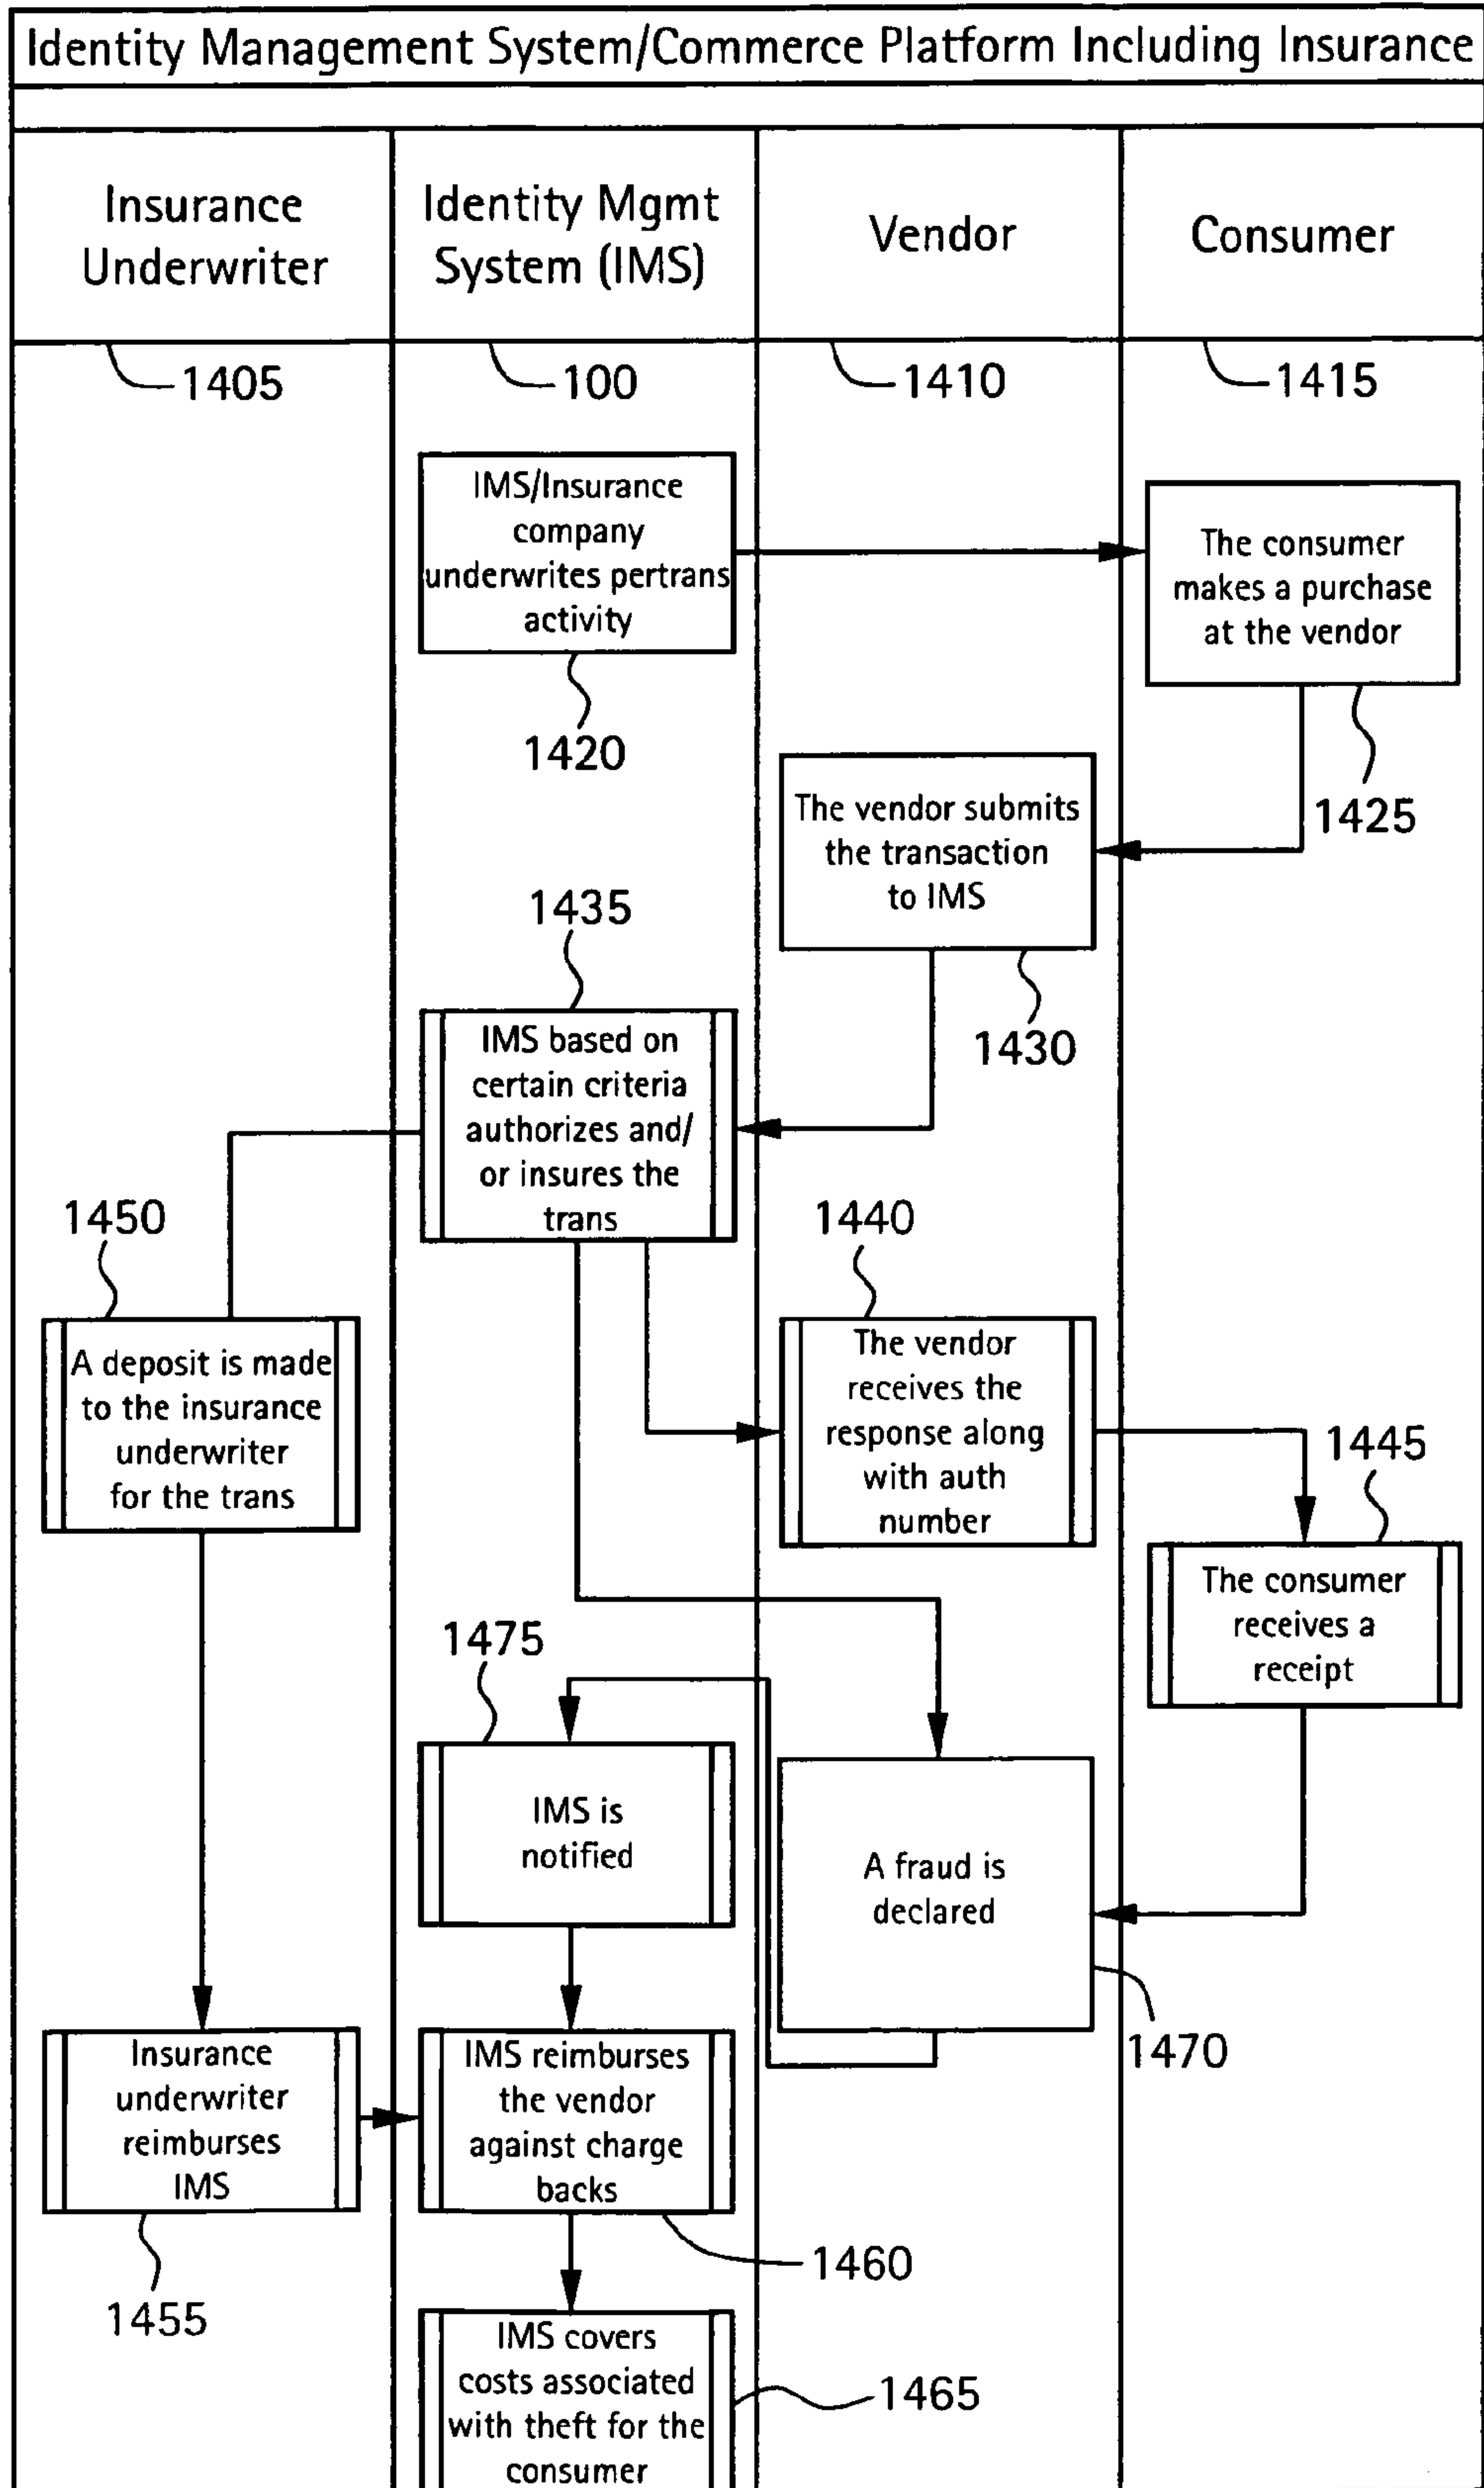 Identity Management System/Commerce Platform Including Insurance
Insurance
Underwriter
Identity Mgmt
System (IMS)
Vendor
Consumer
1405
100
1410
1415
IMS/Insurance
company
underwrites pertrans
activity
1420
The consumer
makes a purchase
at the vendor
1425
The vendor submits
the transaction
to IMS
1430
1435
IMS based on
certain criteria
authorizes and/
or insures the
trans
1450
A deposit is made
to the insurance
underwriter
for the trans
1440
The vendor
receives the
response along
with auth
number
1445
The consumer
receives a
receipt
1475
IMS is
notified
A fraud is
declared
1470
Insurance
underwriter
reimburses
IMS
1455
IMS reimburses
the vendor
against charge
backs
1460
IMS covers
costs associated
with theft for the
consumer
1465